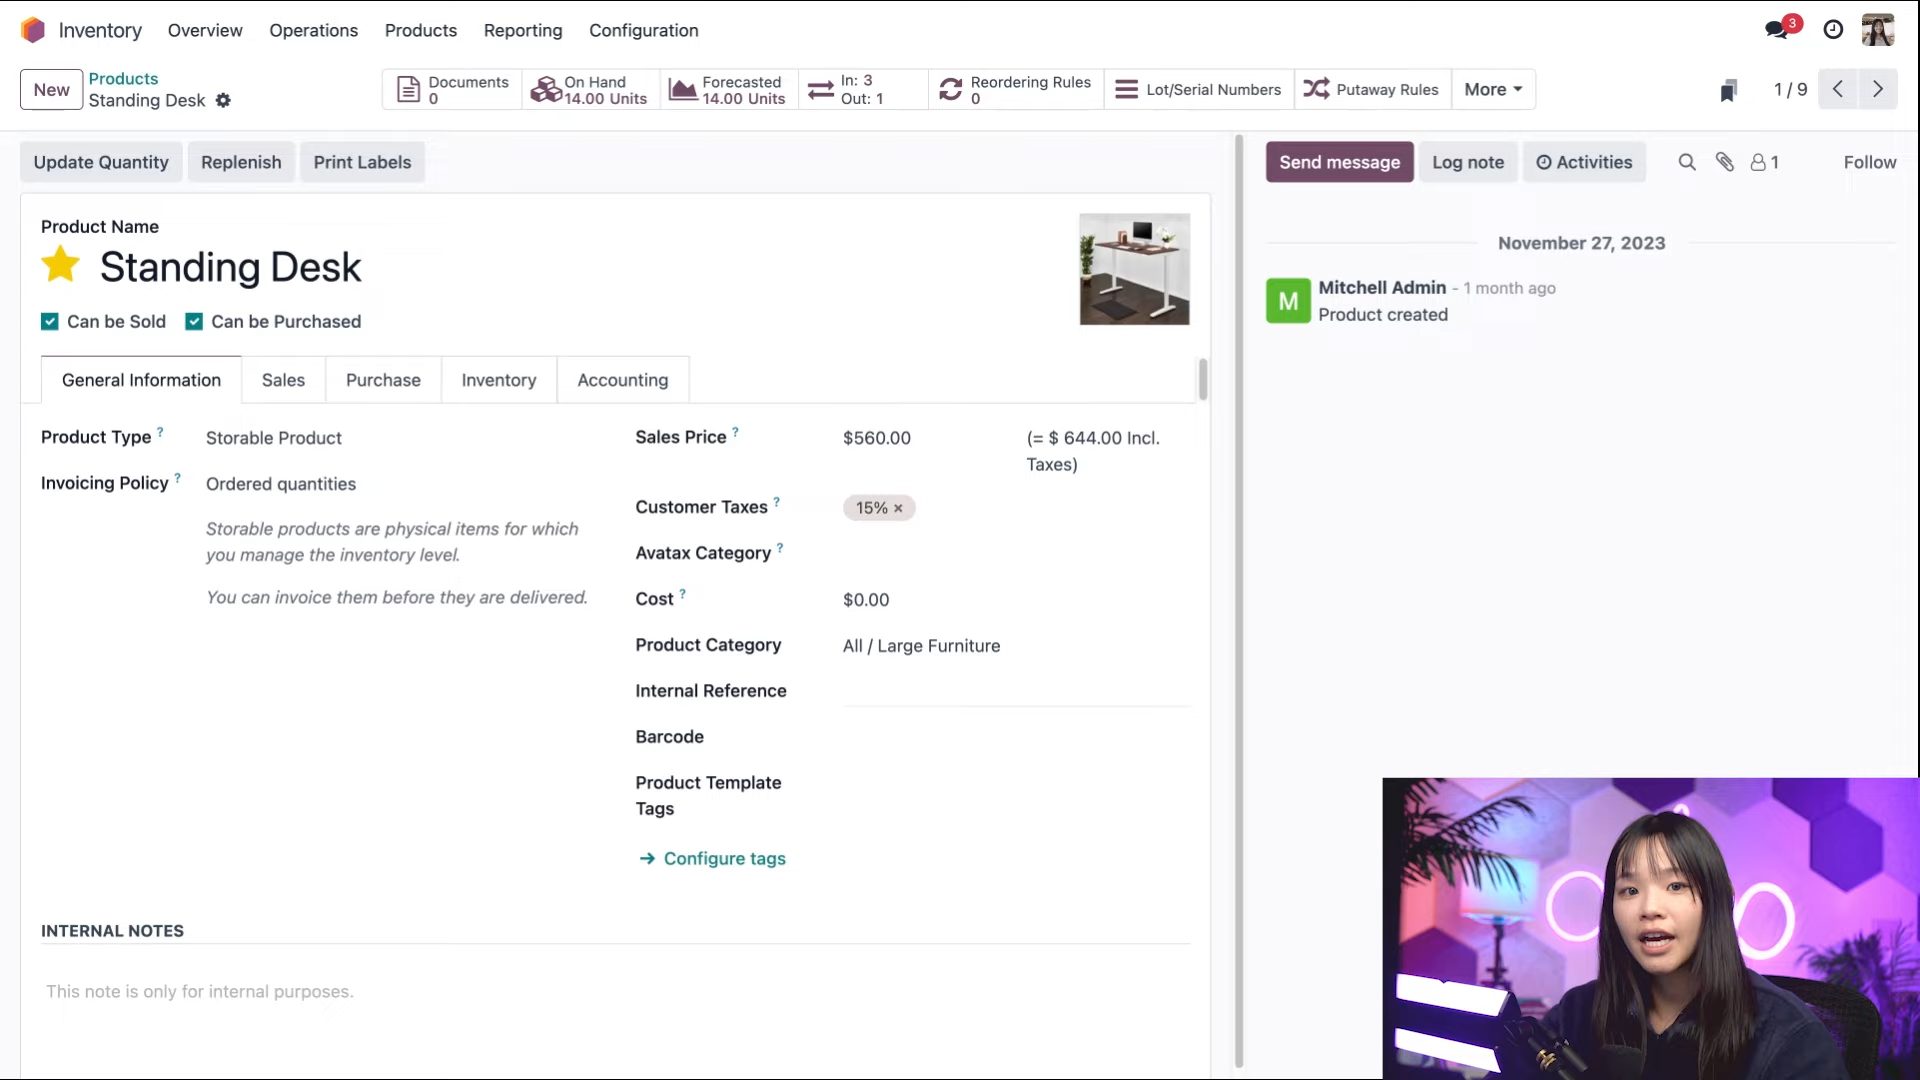 Inventory Overview Operations Products Reporting Configuration 3
New Products
Standing Desk
Documents
0
On Hand
14.00 Units
Forecasted
14.00 Units
In: 3
Out: 1
Reordering Rules
0
Lot/Serial Numbers
Putaway Rules
More
1 / 9
Update Quantity Replenish Print Labels
Product Name
Standing Desk
Can be Sold Can be Purchased
General Information Sales Purchase Inventory Accounting
Product Type ? Storable Product
Invoicing Policy ? Ordered quantities
Storable products are physical items for which
you manage the inventory level.
You can invoice them before they are delivered.
Sales Price ? $560.00 (= $ 644.00 Incl.
Taxes)
Customer Taxes ? 15% ×
Avatax Category ?
Cost ? $0.00
Product Category All / Large Furniture
Internal Reference
Barcode
Product Template
Tags
→ Configure tags
INTERNAL NOTES
This note is only for internal purposes.
Send message Log note Activities 1 Follow
November 27, 2023
M
Mitchell Admin - 1 month ago
Product created